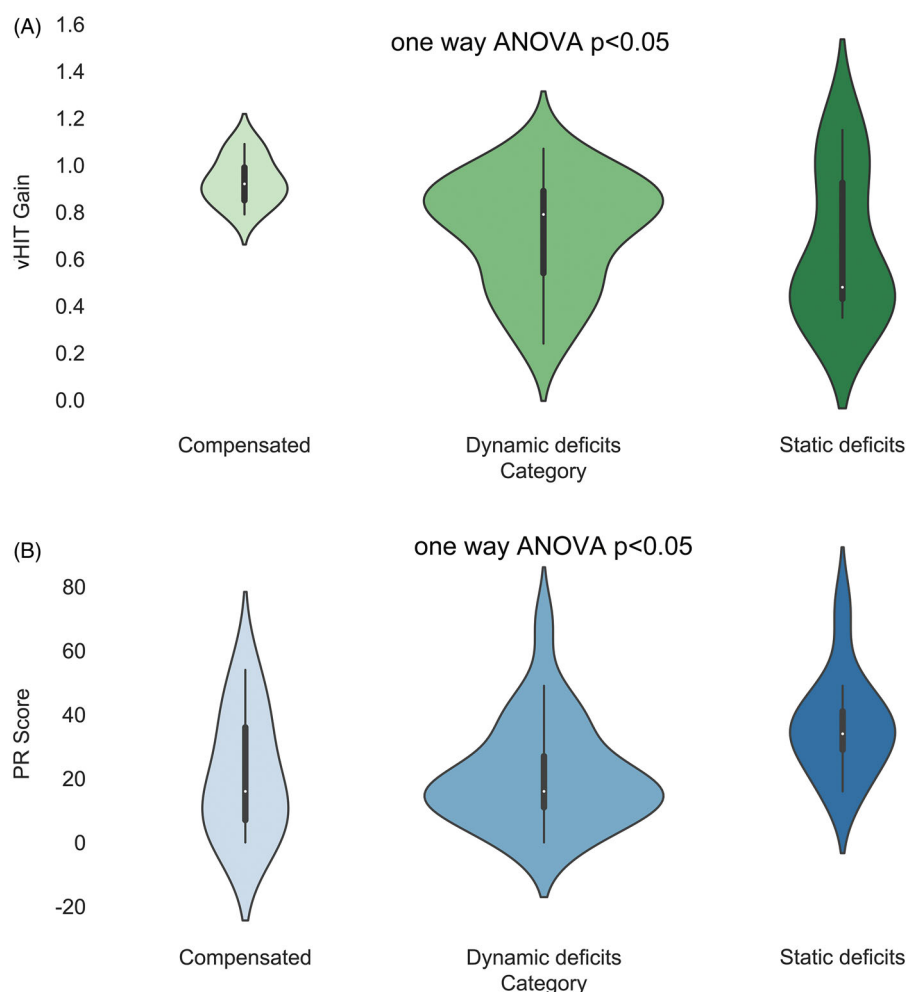 (A)
one way ANOVA p<0.05
vHIT Gain
1.6
1.4
1.2
1.0
0.8
0.6
0.4
0.2
0.0
Compensated
Dynamic deficits
Static deficits
Category
(B)
one way ANOVA p<0.05
PR Score
80
60
40
20
0
-20
Compensated
Dynamic deficits
Static deficits
Category